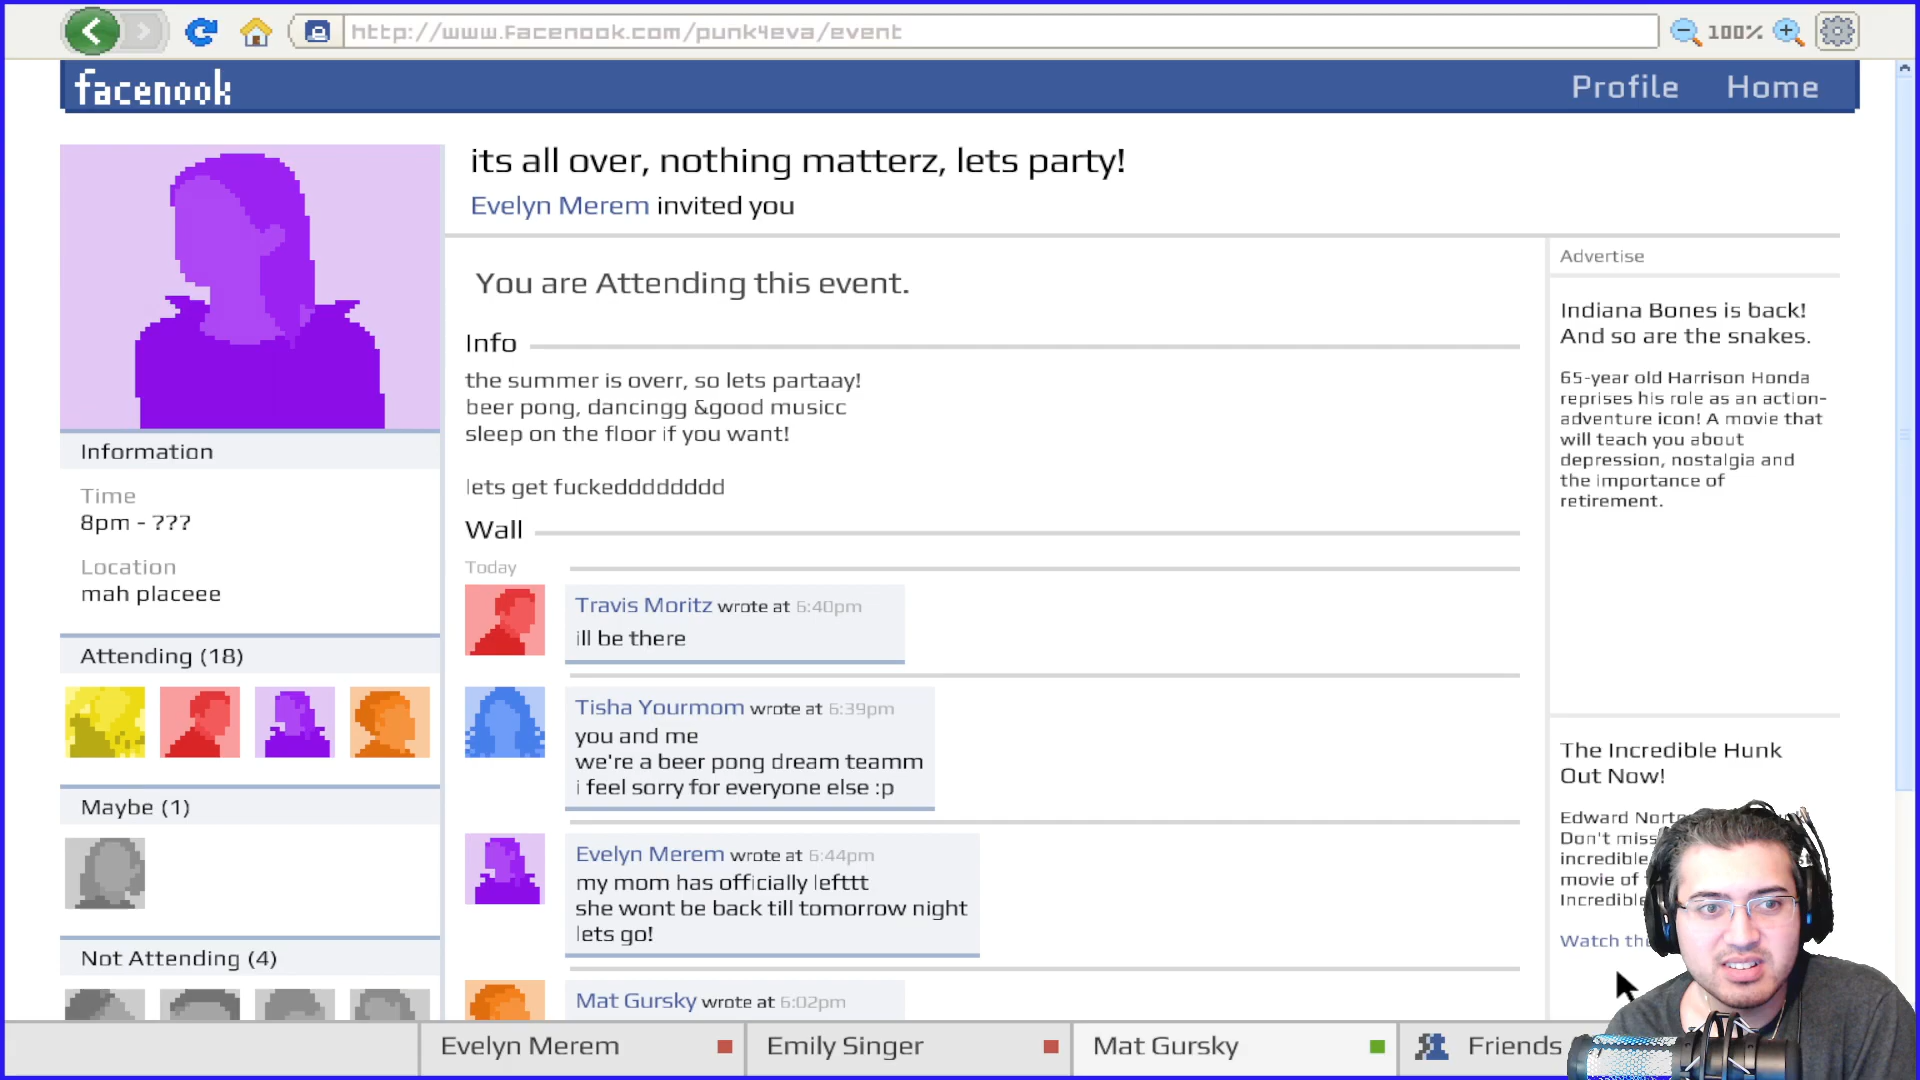 http://www.facenook.com/punk4eva/event
100%
facenook
Profile
Home
its all over, nothing matterz, lets party!
Evelyn Merem invited you
You are Attending this event.
Info
the summer is overr, so lets partaay!
beer pong, dancingg &good musicc
sleep on the floor if you want!
lets get fuckedddddddd
Wall
Today
Travis Moritz wrote at 6:40pm
ill be there
Tisha Yourmom wrote at 6:39pm
you and me
we're a beer pong dream teamm
i feel sorry for everyone else :p
Evelyn Merem wrote at 6:44pm
my mom has officially lefttt
she wont be back till tomorrow night
lets go!
Mat Gursky wrote at 6:02pm
Information
Time
8pm - ???
Location
mah placeee
Attending (18)
Maybe (1)
Not Attending (4)
Advertise
Indiana Bones is back!
And so are the snakes.
65-year old Harrison Honda
reprises his role as an action-
adventure icon! A movie that
will teach you about
depression, nostalgia and
the importance of
retirement.
The Incredible Hunk
Out Now!
Edward
Don't
incredible
movie of
Watch
Evelyn Merem
Emily Singer
Mat Gursky
Friends